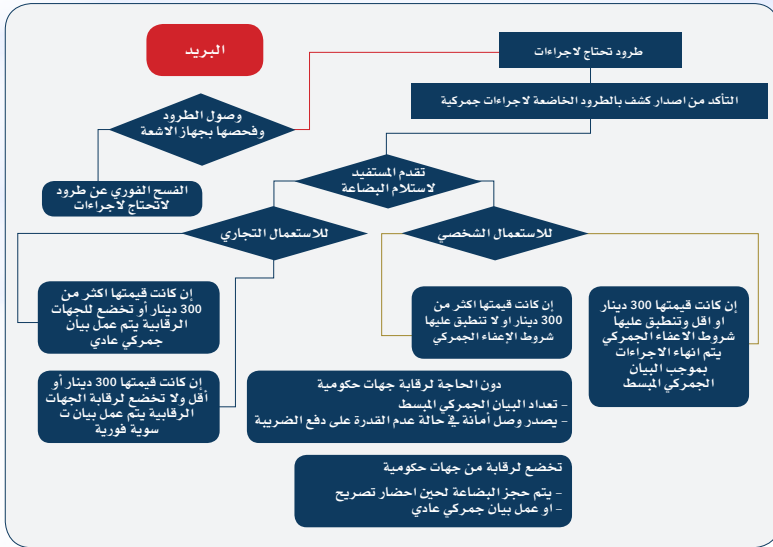 البريد
طرود تحتاج لاجراءات
التأكد من اصدار كشف بالطرود الخاضعة لاجراءات جمركية
وصول الطرود
وفحصها بجهاز الاشعة
الفسح الفوري عن طرود
لاتحتاج لاجراءات
تقدم المستفيد
لاستلام البضاعة
للاستعمال الشخصي
للاستعمال التجاري
إن كانت قيمتها 300 دينار
او اقل وتنطبق عليها
شروط الاعفاء الجمركي
يتم انهاء الاجراءات
بموجب البيان
الجمركي المبسط
إن كانت قيمتها اكثر من
300 دينار او لا تنطبق عليها
شروط الإعفاء الجمركي
إن كانت قيمتها اكثر من
300 دينار أو تخضع للجهات
الرقابية يتم عمل بيان
جمركي عادي
إن كانت قيمتها 300 دينار أو
أقل ولا تخضع لرقابة الجهات
الرقابية يتم عمل بيان ت
سوية فورية
دون الحاجة لرقابة جهات حكومية
- تعداد البيان الجمركي المبسط
- يصدر وصل أمانة في حالة عدم القدرة على دفع الضريبة
تخضع لرقابة من جهات حكومية
- يتم حجز البضاعة لحين احضار تصريح
- او عمل بيان جمركي عادي